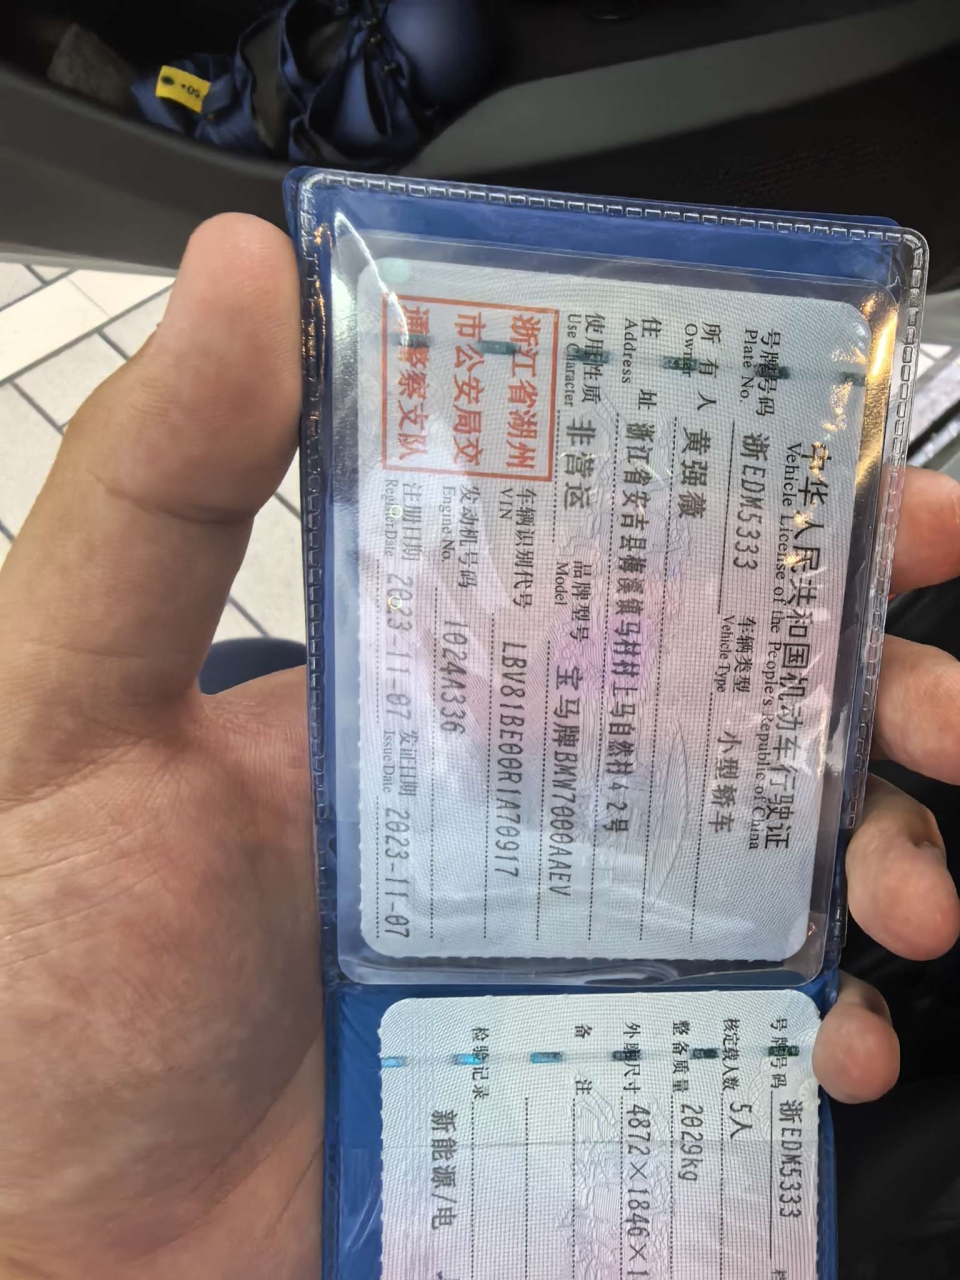 中华人民共和国机动车行驶证
Vehicle License of the People's Republic of China
号牌号码 浙EDM5333 车辆类型 小型轿车
Plate No. Vehicle Type
所有人 黄强薇
Owner
住址 浙江省安吉县梅溪镇马村村上马自然村42号
Address
使用性质 非营运 品牌型号 宝马牌BMW7000AAEV
Use Character Model
浙江省湖州
市公安局交
通警察支队
车辆识别代号 LBV81BE00R1A70917
VIN
发动机号码 1024A336
Engine No.
注册日期 2023-11-07 发证日期 2023-11-07
Register Date Issue Date
号牌号码 浙EDM5333
核定载人数 5人
整备质量 2029kg
外廓尺寸 4872×1846×1
备注
检验记录
新能源/电